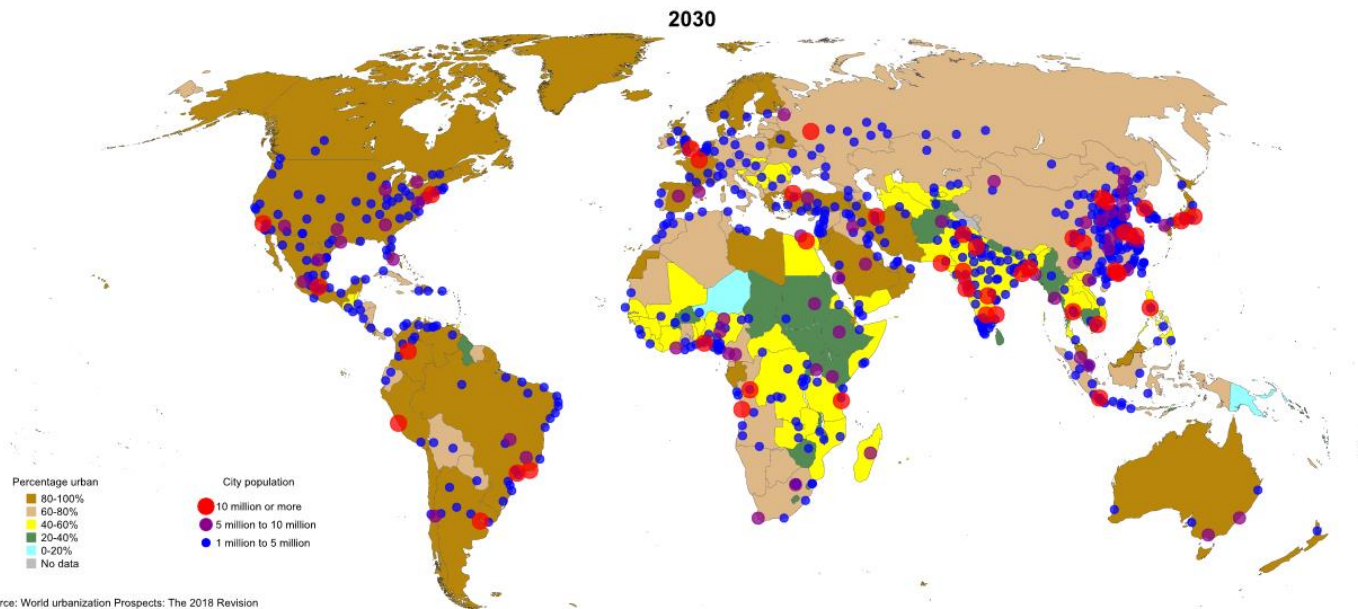 2030
Percentage urban
80-100%
60-80%
40-60%
20-40%
0-20%
No data
City population
10 million or more
5 million to 10 million
1 million to 5 million
rce: World urbanization Prospects: The 2018 Revision